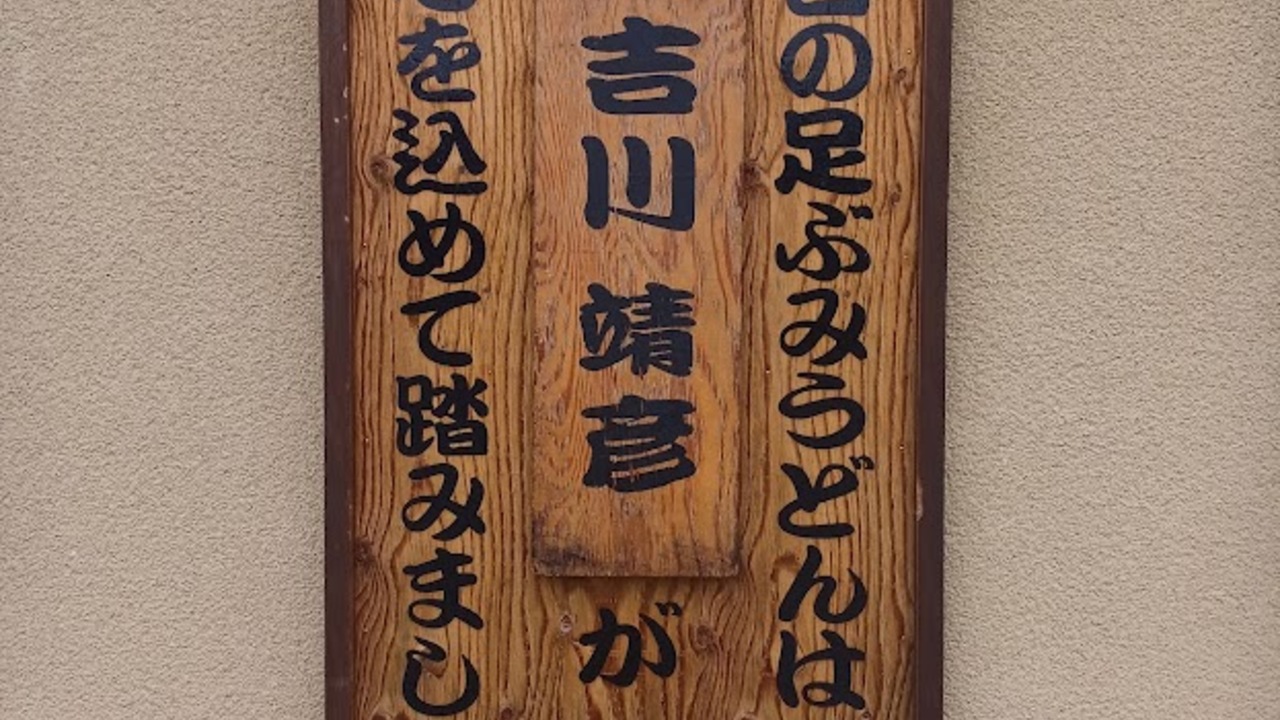 の足ぶみうどんは
吉川 靖彦が
を込めて踏みまし